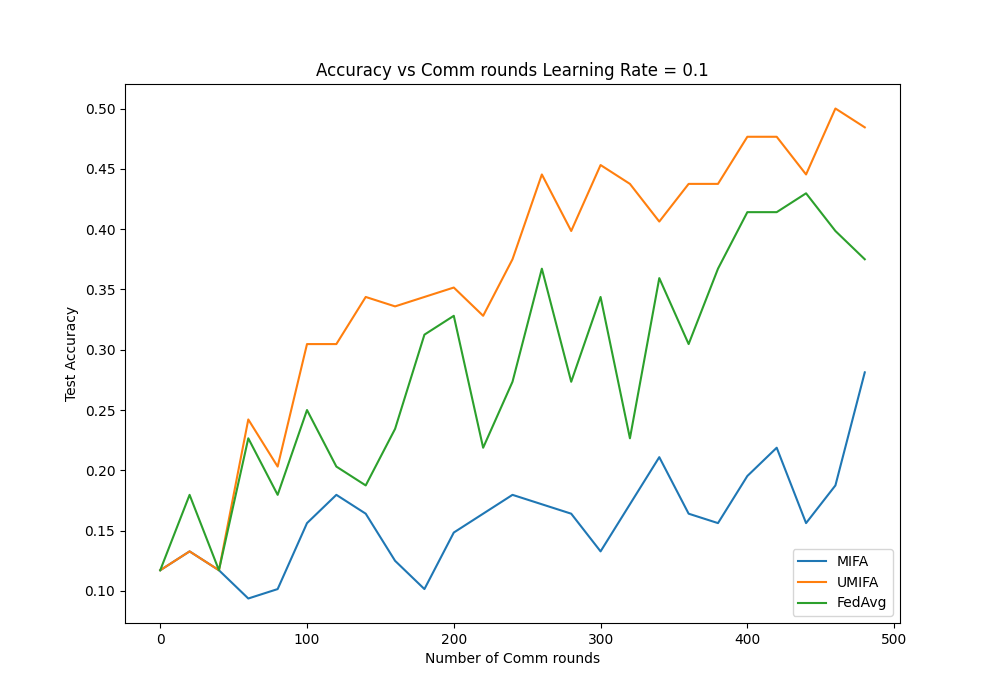 Accuracy vs Comm rounds Learning Rate = 0.1
Test Accuracy
0.50
0.45
0.40
0.35
0.30
0.25
0.20
0.15
0.10
MIFA
UMIFA
FedAvg
0 100 200 300 400 500
Number of Comm rounds